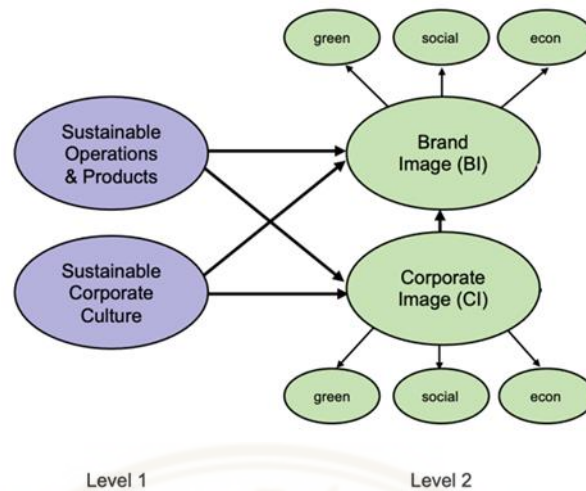 green
social
econ
Sustainable
Operations
& Products
Brand
Image (BI)
Sustainable
Corporate
Culture
Corporate
Image (CI)
green
social
econ
Level 1
Level 2